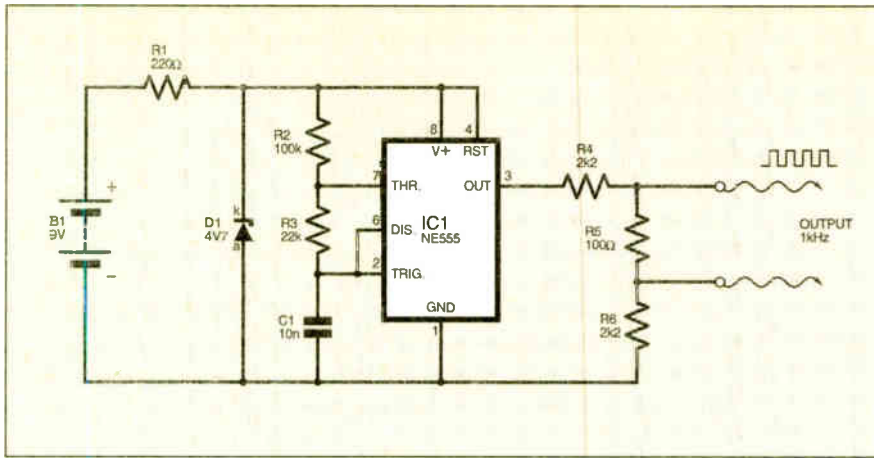 R1
220Ω
R2
100k
8
4
V+
RST
7
THR.
OUT
3
R4
2k2
B1
9V
+
−
D1
4V7
k
a
R3
22k
6
DIS.
IC1
NE555
R5
100Ω
OUTPUT
1kHz
2
TRIG.
C1
10n
GND
1
R6
2k2